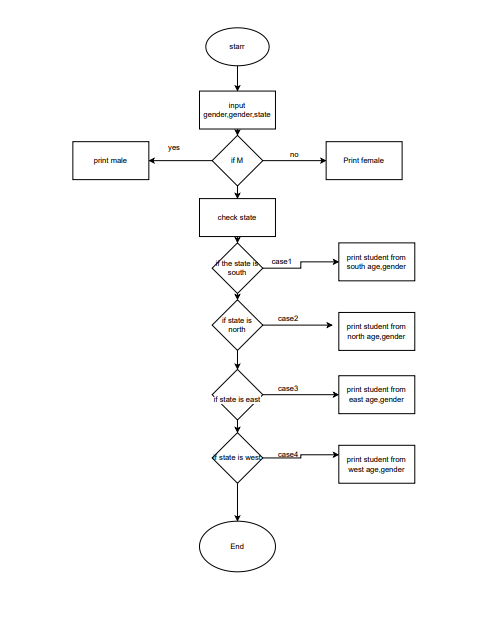 starr
input
gender,gender,state
yes
no
print male
if M
Print female
check state
if the state is
south
case1
print student from
south age,gender
if state is
north
case2
print student from
north age,gender
if state is east
case3
print student from
east age,gender
if state is west
case4
print student from
west age,gender
End